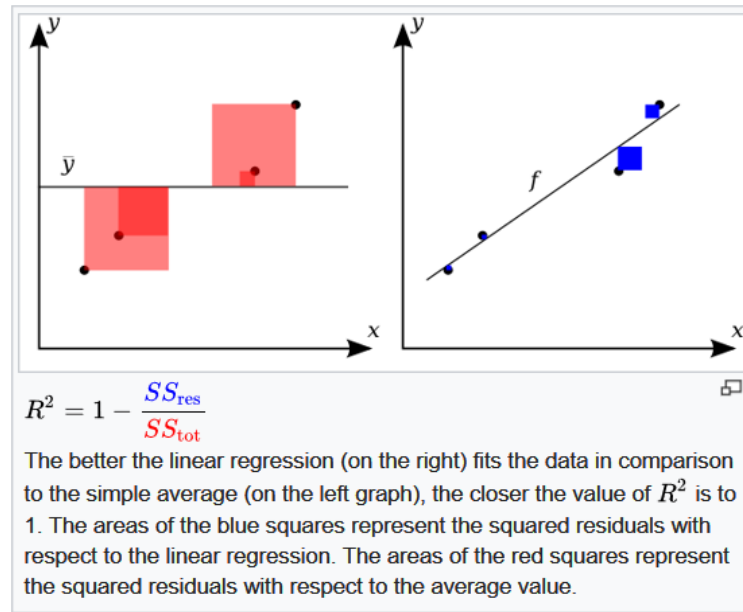 y
y
ȳ
f
x
x
R² = 1 − SS_res / SS_tot
The better the linear regression (on the right) fits the data in comparison
to the simple average (on the left graph), the closer the value of R² is to
1. The areas of the blue squares represent the squared residuals with
respect to the linear regression. The areas of the red squares represent
the squared residuals with respect to the average value.